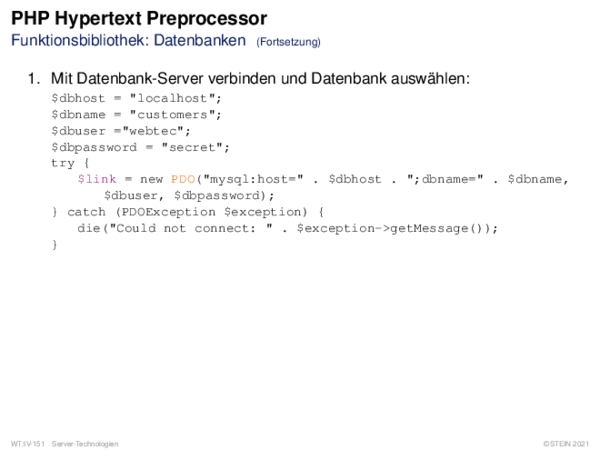 PHP Hypertext Preprocessor
Funktionsbibliothek: Datenbanken (Fortsetzung)
1. Mit Datenbank-Server verbinden und Datenbank auswählen:
$dbhost = "localhost";
$dbname = "customers";
$dbuser ="webtec";
$dbpassword = "secret";
try {
$link = new PDO("mysql:host=" . $dbhost . ";dbname=" . $dbname,
$dbuser, $dbpassword);
} catch (PDOException $exception) {
die("Could not connect: " . $exception->getMessage());
}
WT:IV-151 Server-Technologien ©STEIN 2021